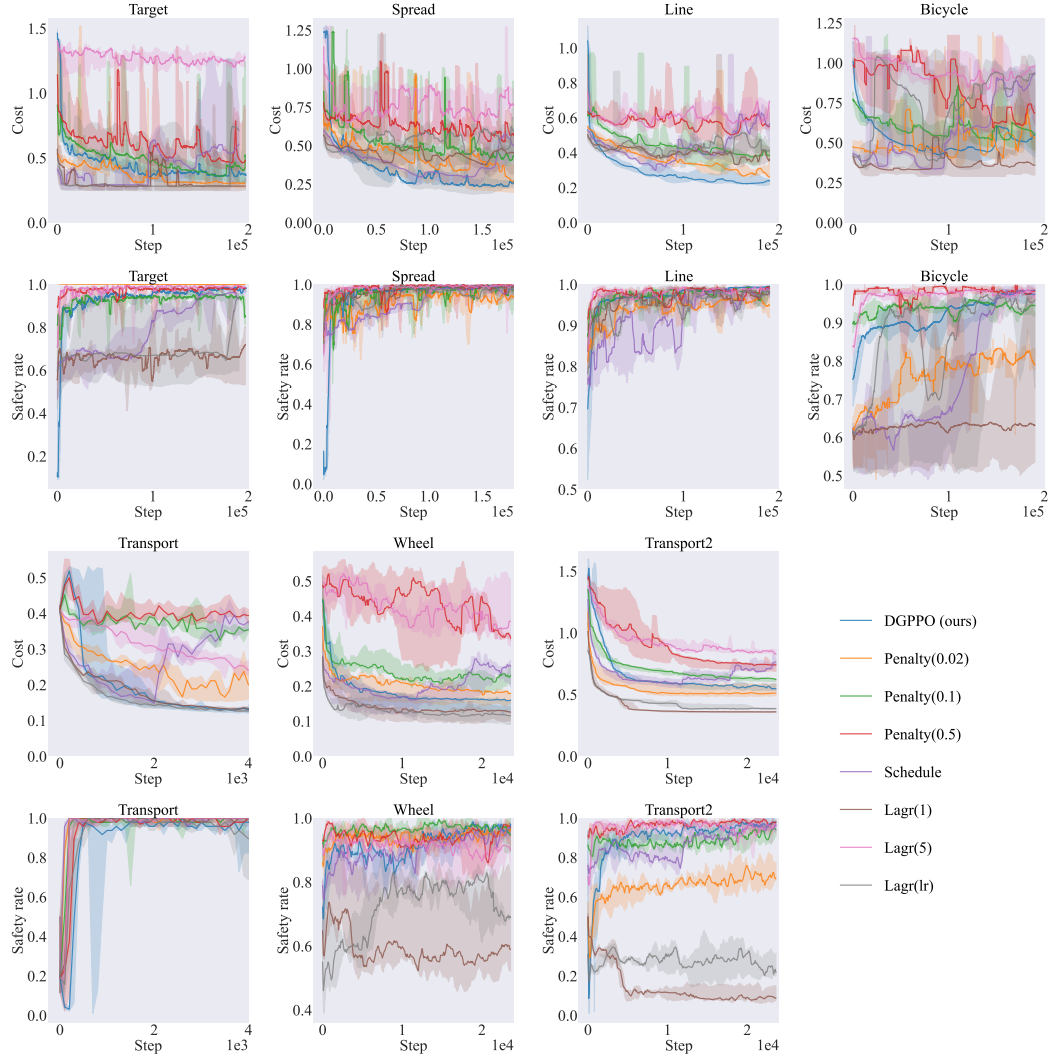 Target
Spread
Line
Bicycle
Cost
1.5
1.0
0.5
0.0
0
1
2
Step
1e5
Cost
1.25
1.00
0.75
0.50
0.25
0.00
0.0
0.5
1.0
1.5
Step
1e5
Cost
1.0
0.8
0.6
0.4
0.2
0.0
0
1
2
Step
1e5
Cost
1.25
1.00
0.75
0.50
0.25
0.00
0
1
2
Step
1e5
Target
Spread
Line
Bicycle
Safety rate
1.0
0.8
0.6
0.4
0.2
0
1
2
Step
1e5
Safety rate
1.0
0.8
0.6
0.4
0.2
0.0
0.0
0.5
1.0
1.5
Step
1e5
Safety rate
1.0
0.9
0.8
0.7
0.6
0.5
0
1
2
Step
1e5
Safety rate
1.0
0.9
0.8
0.7
0.6
0.5
0
1
2
Step
1e5
Transport
Wheel
Transport2
Cost
0.5
0.4
0.3
0.2
0.1
0.0
0
2
4
Step
1e3
Cost
0.5
0.4
0.3
0.2
0.1
0.0
0
1
2
Step
1e4
Cost
1.5
1.0
0.5
0.0
0
1
2
Step
1e4
DGPPO (ours)
Penalty(0.02)
Penalty(0.1)
Penalty(0.5)
Schedule
Lagr(1)
Lagr(5)
Lagr(lr)
Transport
Wheel
Transport2
Safety rate
1.0
0.8
0.6
0.4
0.2
0.0
0
2
4
Step
1e3
Safety rate
1.0
0.8
0.6
0.4
0
1
2
Step
1e4
Safety rate
1.0
0.8
0.6
0.4
0.2
0.0
0
1
2
Step
1e4